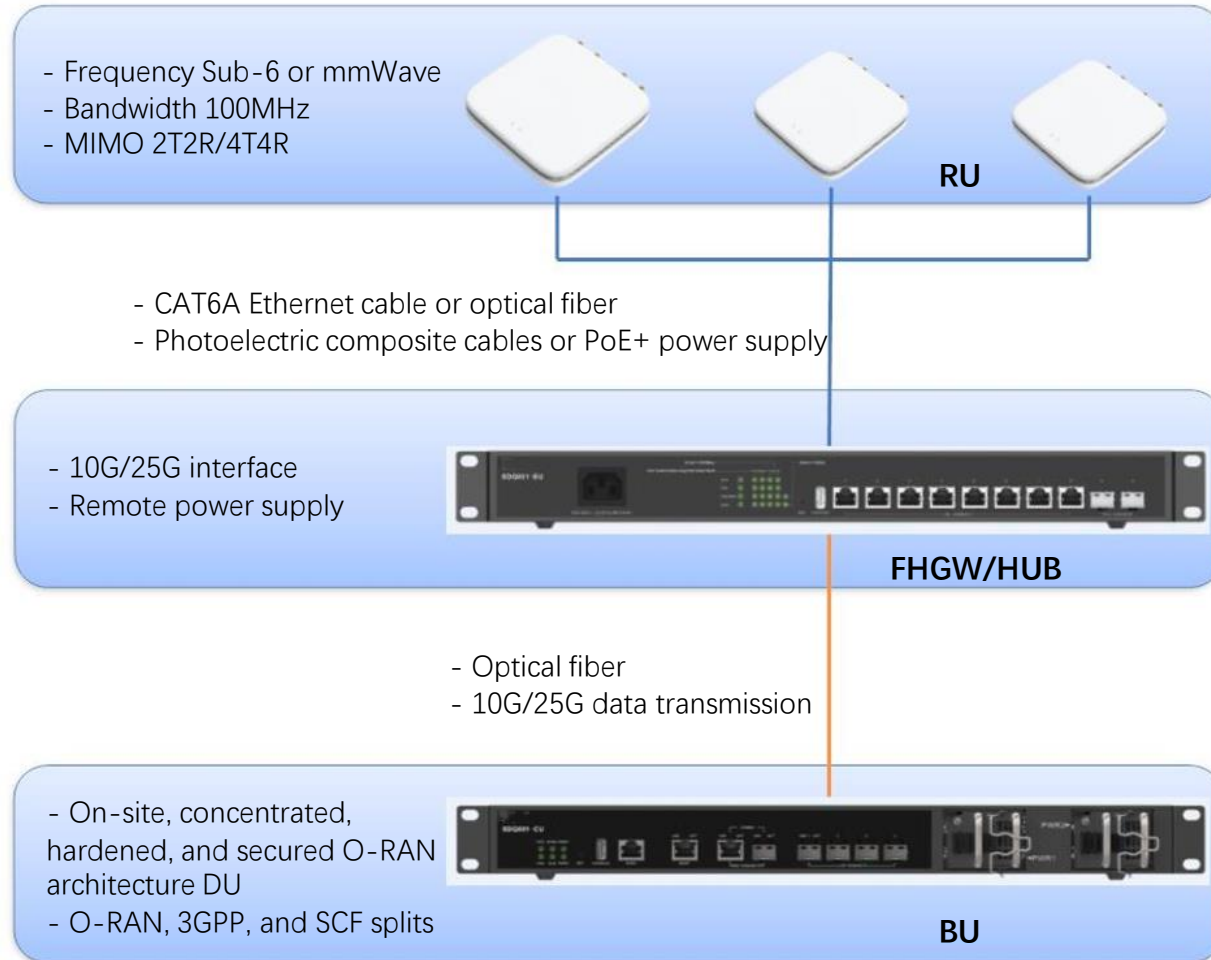 - Frequency Sub-6 or mmWave
- Bandwidth 100MHz
- MIMO 2T2R/4T4R
RU
- CAT6A Ethernet cable or optical fiber
- Photoelectric composite cables or PoE+ power supply
- 10G/25G interface
- Remote power supply
FHGW/HUB
- Optical fiber
- 10G/25G data transmission
- On-site, concentrated,
hardened, and secured O-RAN
architecture DU
- O-RAN, 3GPP, and SCF splits
BU